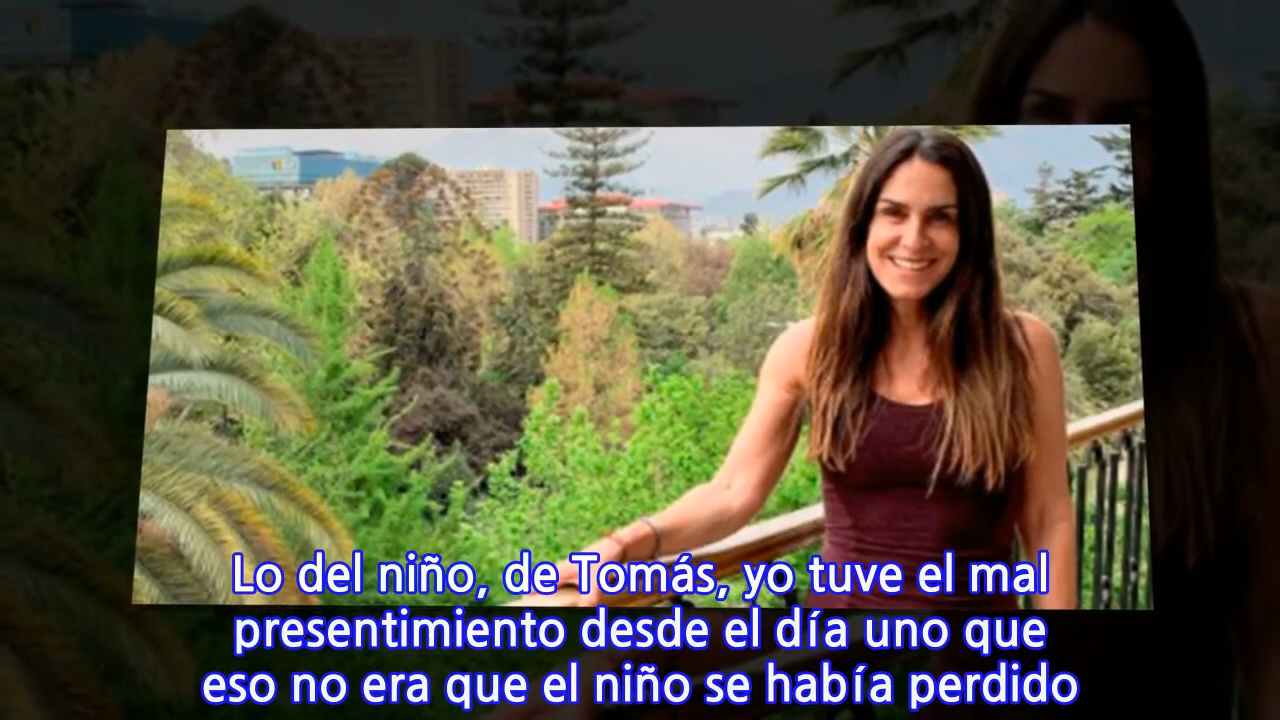 Lo del niño, de Tomás, yo tuve el mal
presentimiento desde el día uno que
eso no era que el niño se había perdido